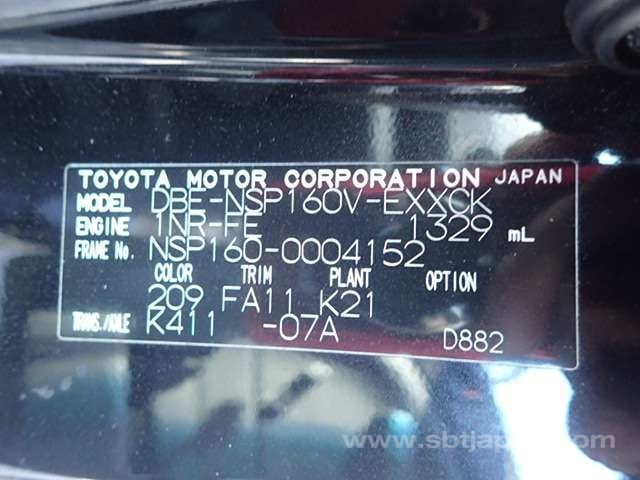 TOYOTA MOTOR CORPORATION JAPAN
MODEL DBE-NSP160V-EXXCK
ENGINE 1NR-FE 1329 mL
FRAME No. NSP160-0004152
COLOR TRIM PLANT OPTION
209 FA11 K21
TRANS./AXLE K411 -07A D882
www.sbtjapan.com